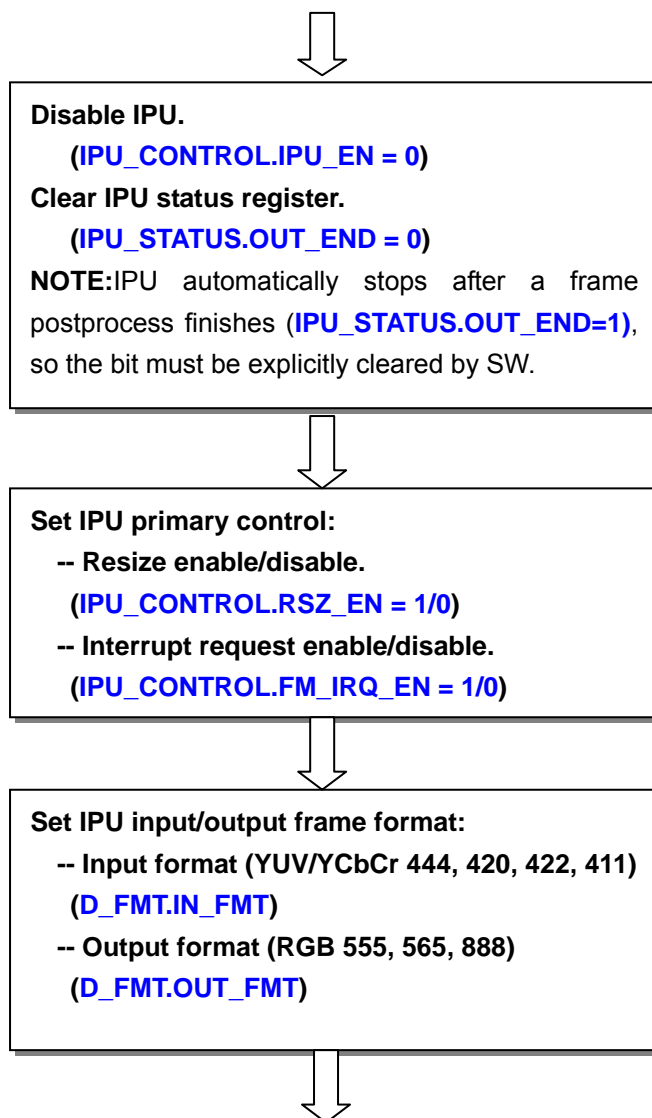 Disable IPU.
(IPU_CONTROL.IPU_EN = 0)
Clear IPU status register.
(IPU_STATUS.OUT_END = 0)
NOTE:IPU automatically stops after a frame
postprocess finishes (IPU_STATUS.OUT_END=1),
so the bit must be explicitly cleared by SW.
Set IPU primary control:
-- Resize enable/disable.
(IPU_CONTROL.RSZ_EN = 1/0)
-- Interrupt request enable/disable.
(IPU_CONTROL.FM_IRQ_EN = 1/0)
Set IPU input/output frame format:
-- Input format (YUV/YCbCr 444, 420, 422, 411)
(D_FMT.IN_FMT)
-- Output format (RGB 555, 565, 888)
(D_FMT.OUT_FMT)